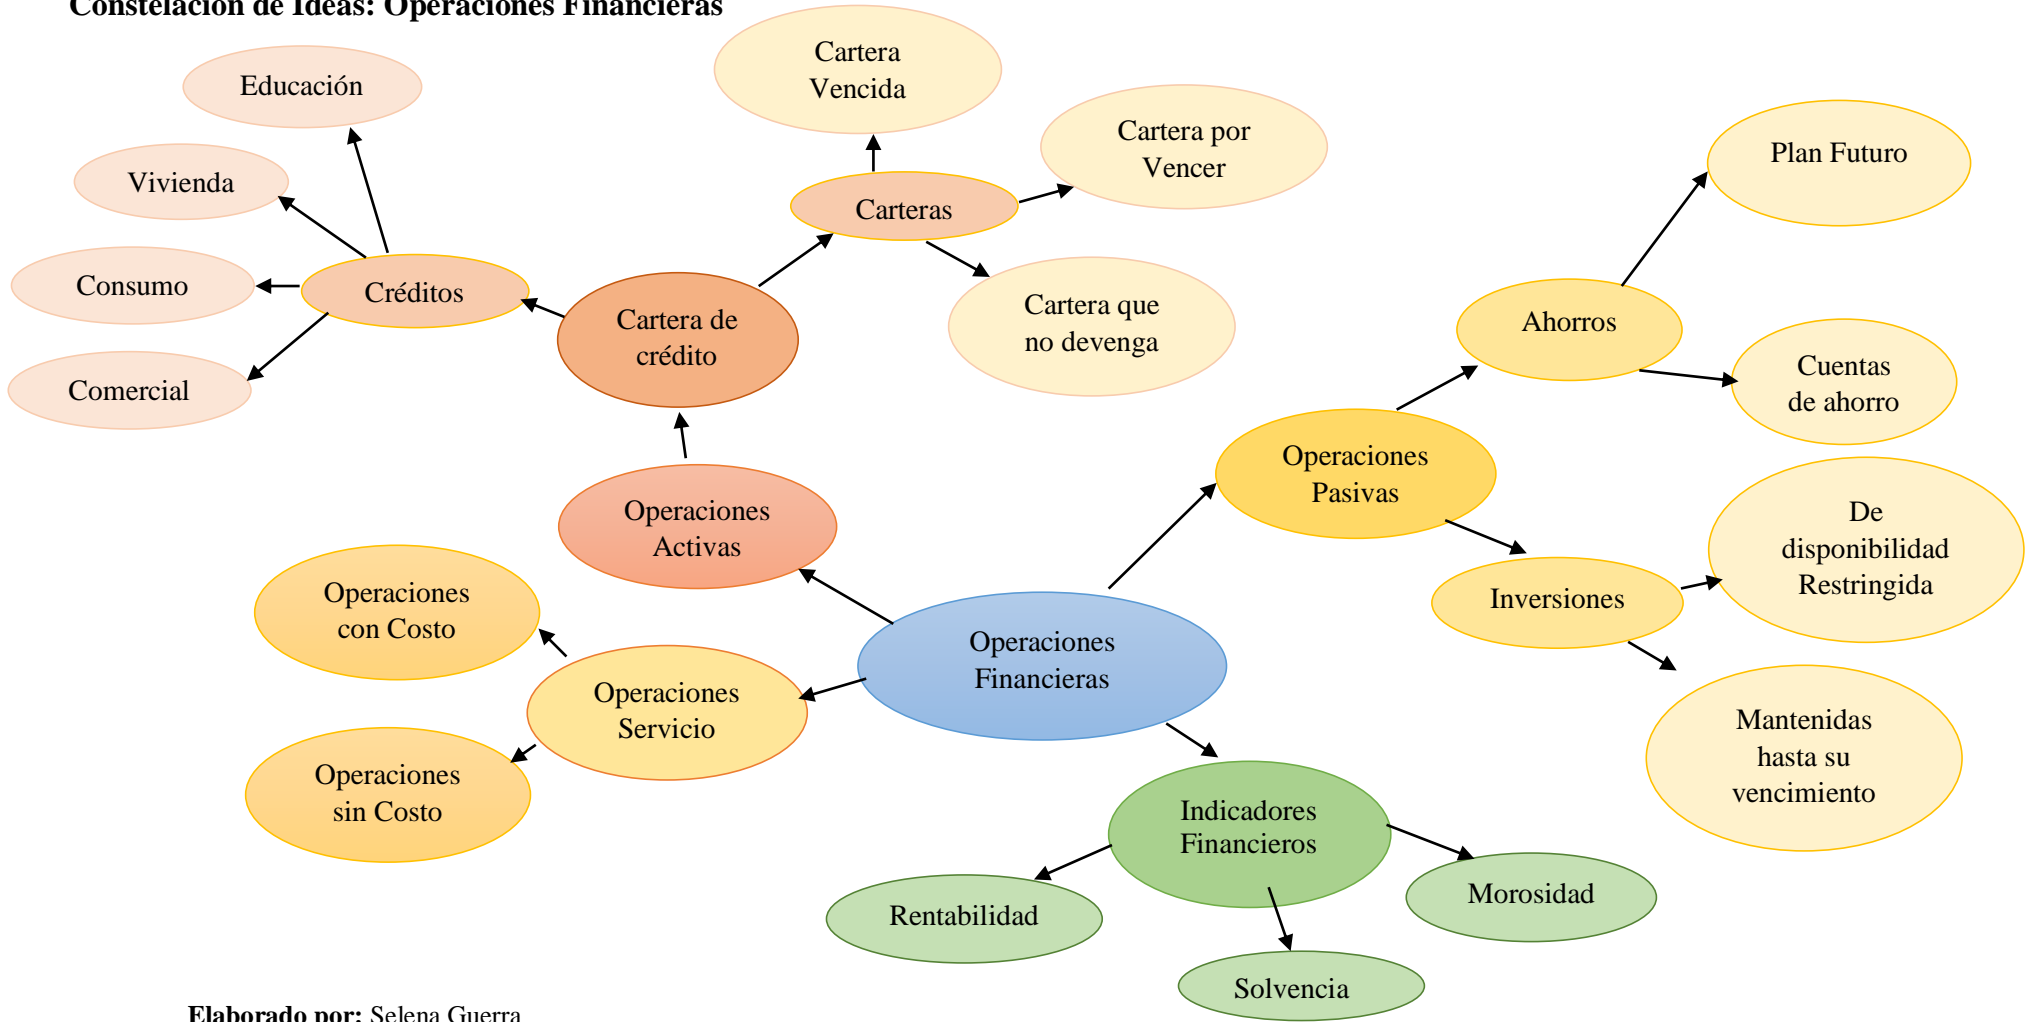 Constelación de Ideas: Operaciones Financieras
Educación
Vivienda
Consumo
Comercial
Créditos
Cartera de
crédito
Cartera
Vencida
Cartera por
Vencer
Carteras
Cartera que
no devenga
Operaciones
Activas
Operaciones
con Costo
Operaciones
sin Costo
Operaciones
Servicio
Operaciones
Financieras
Operaciones
Pasivas
Ahorros
Plan Futuro
Cuentas
de ahorro
Inversiones
De
disponibilidad
Restringida
Mantenidas
hasta su
vencimiento
Indicadores
Financieros
Rentabilidad
Solvencia
Morosidad
Elaborado por: Selena Guerra